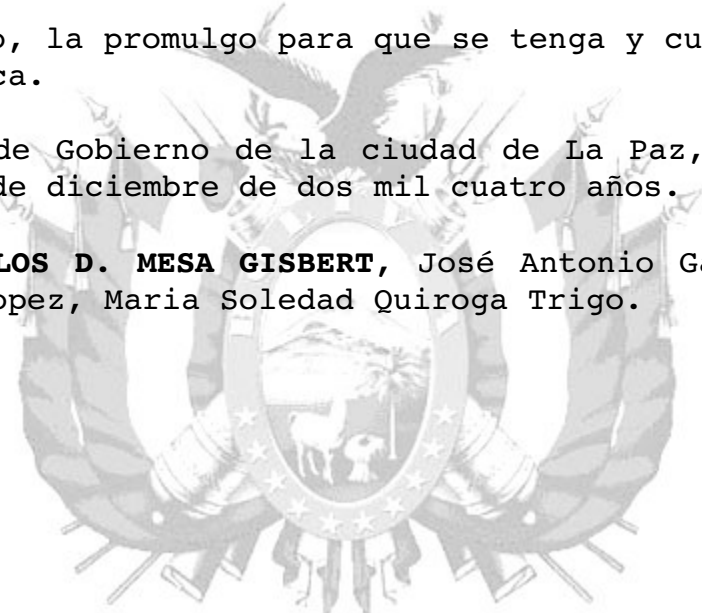 o, la promulgo para que se tenga y cu
ca.
de Gobierno de la ciudad de La Paz,
de diciembre de dos mil cuatro años.
LOS D. MESA GISBERT, José Antonio Ga
opez, Maria Soledad Quiroga Trigo.